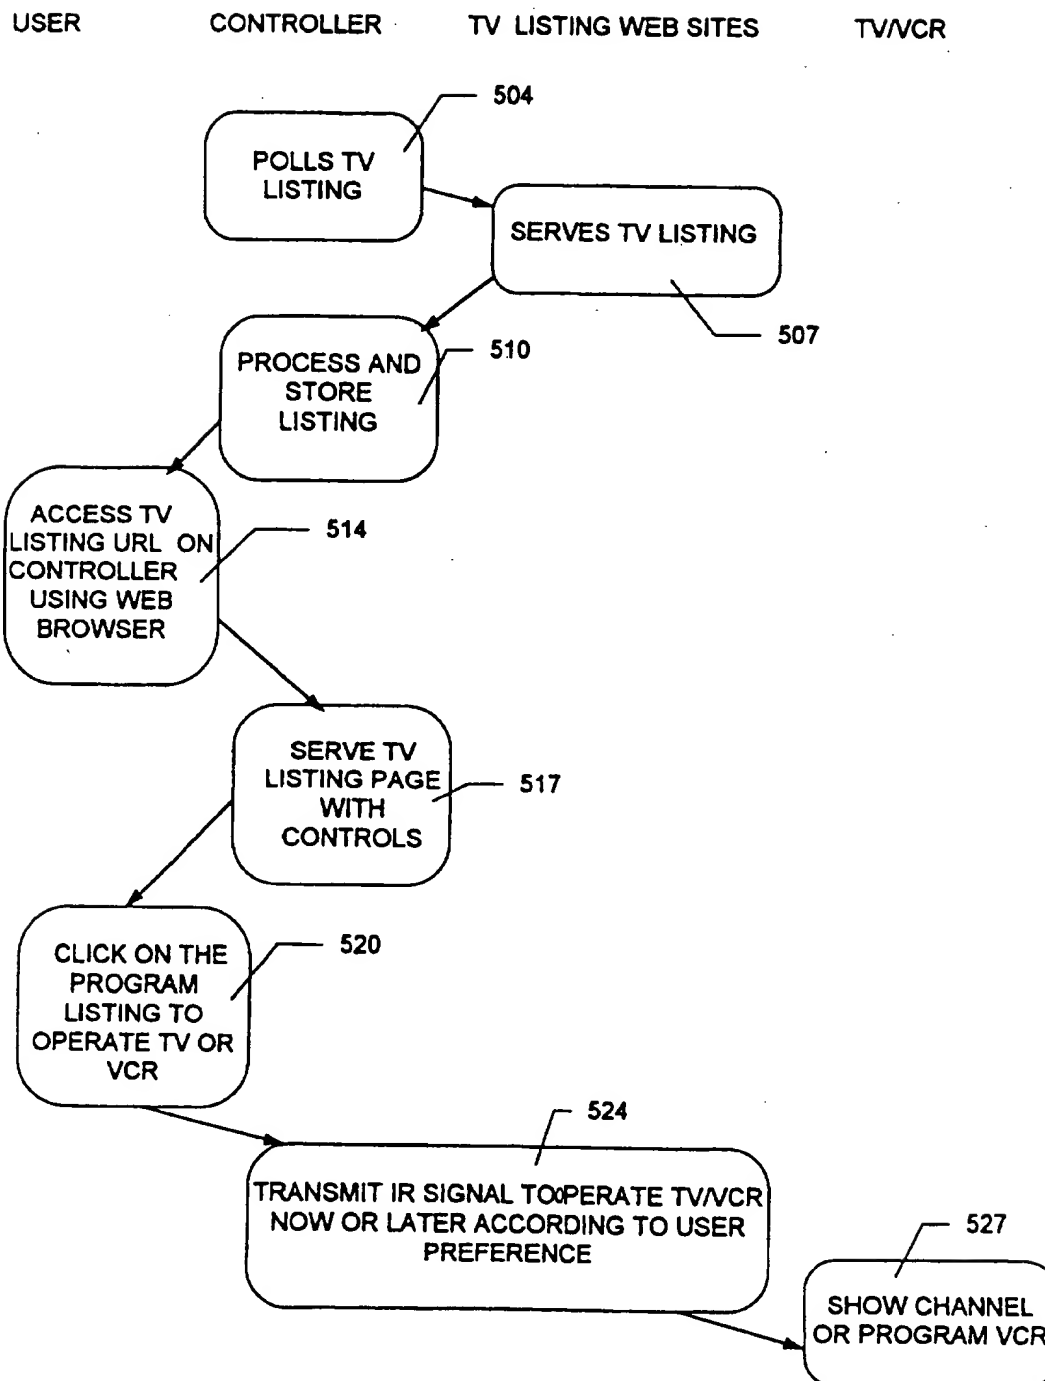 USER CONTROLLER TV LISTING WEB SITES TV/VCR
504
POLLS TV
LISTING
SERVES TV LISTING
507
PROCESS AND
STORE
LISTING
510
ACCESS TV
LISTING URL ON
CONTROLLER
USING WEB
BROWSER
514
SERVE TV
LISTING PAGE
WITH
CONTROLS
517
CLICK ON THE
PROGRAM
LISTING TO
OPERATE TV OR
VCR
520
524
TRANSMIT IR SIGNAL TO OPERATE TV/VCR
NOW OR LATER ACCORDING TO USER
PREFERENCE
527
SHOW CHANNEL
OR PROGRAM VCR